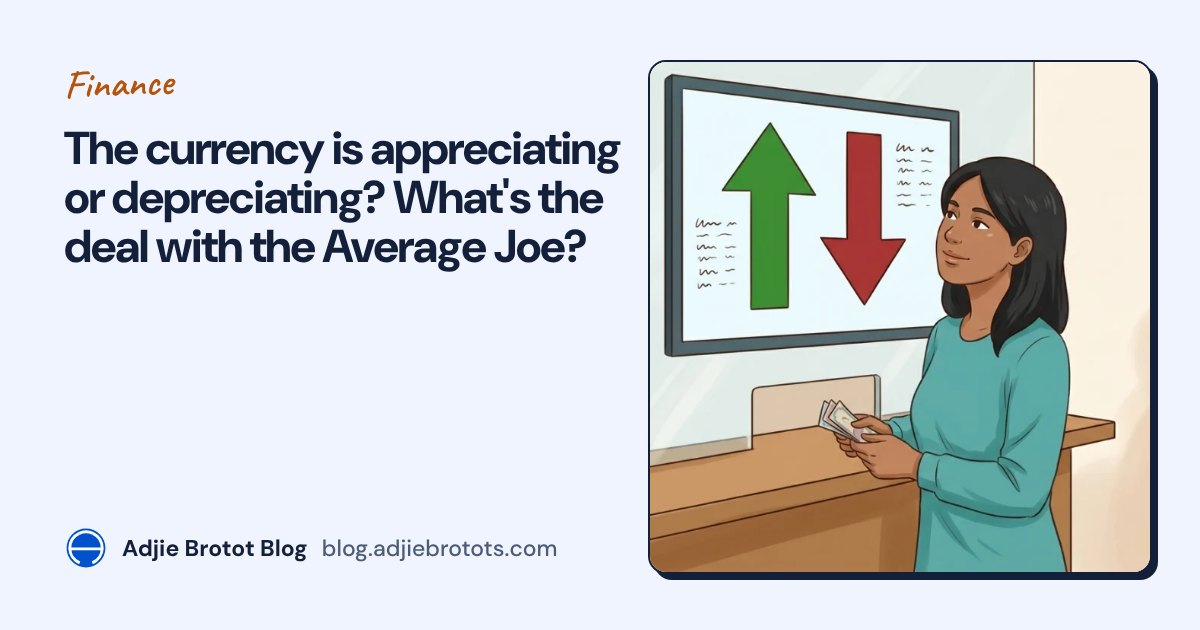 Finance
The currency is appreciating
or depreciating? What's the
deal with the Average Joe?
Adjie Brotot Blog blog.adjiebrotots.com